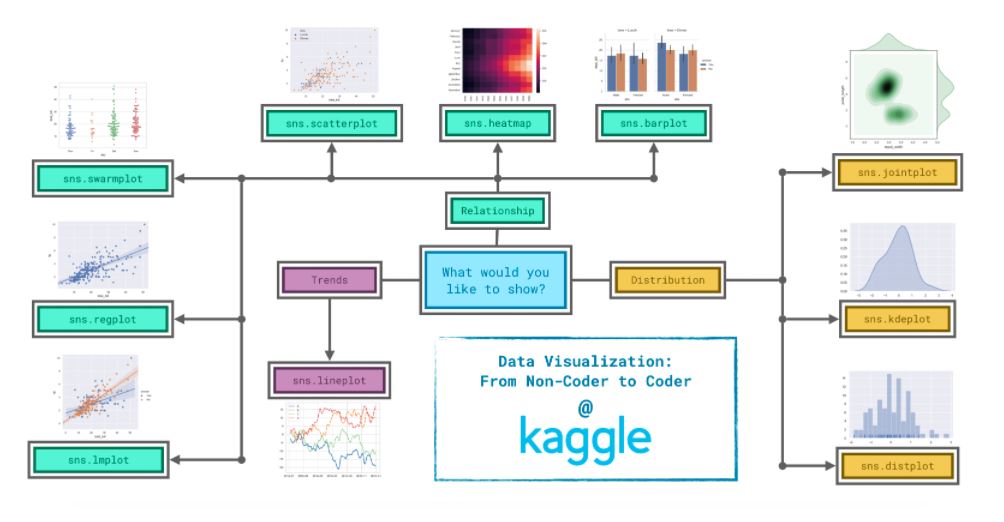 sns.scatterplot
sns.heatmap
sns.barplot
sns.swarmplot
sns.jointplot
Relationship
What would you
like to show?
Trends
Distribution
sns.regplot
sns.kdeplot
sns.lineplot
Data Visualization:
From Non-Coder to Coder
@
kaggle
sns.lmplot
sns.distplot